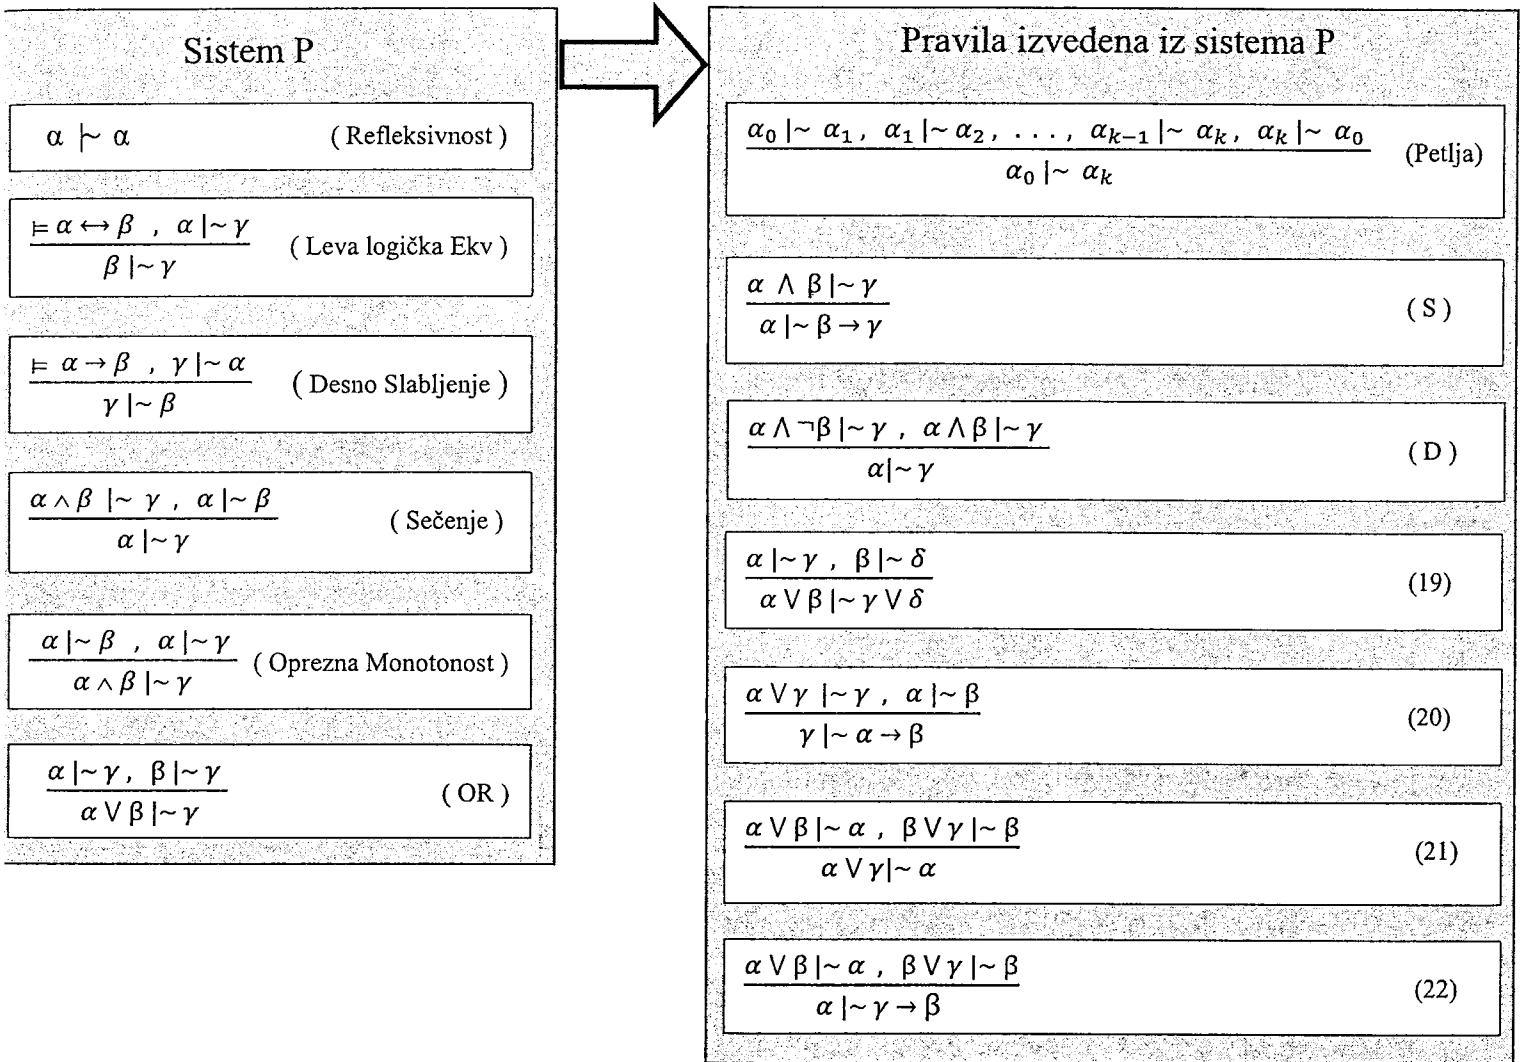 Sistem P
α |~ α ( Refleksivnost )
⊨ α ↔ β , α |~ γ
β |~ γ
( Leva logička Ekv )
⊨ α → β , γ |~ α
γ |~ β
( Desno Slabljenje )
α ∧ β |~ γ , α |~ β
α |~ γ
( Sečenje )
α |~ β , α |~ γ
α ∧ β |~ γ
( Oprezna Monotonost )
α |~ γ , β |~ γ
α ∨ β |~ γ
( OR )
Pravila izvedena iz sistema P
α₀ |~ α₁ , α₁ |~ α₂ , . . . , αₖ₋₁ |~ αₖ , αₖ |~ α₀
α₀ |~ αₖ
(Petlja)
α ∧ β |~ γ
α |~ β → γ
( S )
α ∧ ¬β |~ γ , α ∧ β |~ γ
α |~ γ
( D )
α |~ γ , β |~ δ
α ∨ β |~ γ ∨ δ
(19)
α ∨ γ |~ γ , α |~ β
γ |~ α → β
(20)
α ∨ β |~ α , β ∨ γ |~ β
α ∨ γ |~ α
(21)
α ∨ β |~ α , β ∨ γ |~ β
α |~ γ → β
(22)